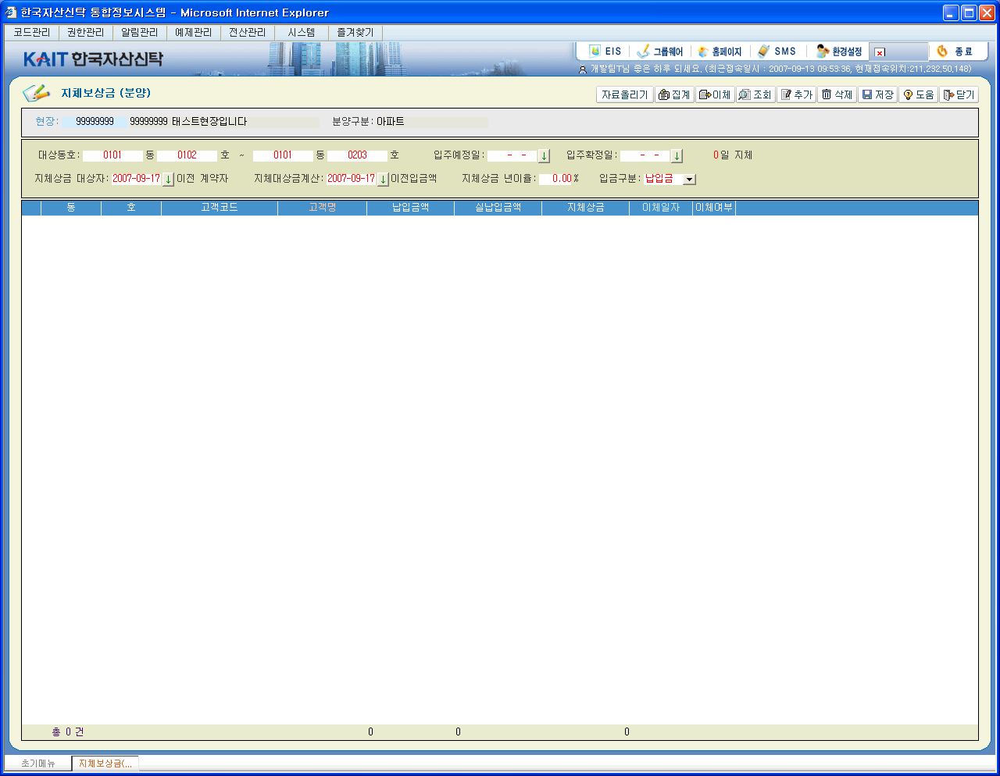 한국자산신탁 통합정보시스템 - Microsoft Internet Explorer
코드관리 권한관리 알림관리 예제관리 전산관리 시스템 즐겨찾기
KAIT 한국자산신탁 EIS 그룹웨어 홈페이지 SMS 환경설정 종료
개발팀T님 좋은 하루 되세요. (최근접속일시 : 2007-09-13 09:53:36, 현재접속위치:211,232,50,148)
지체보상금 (분양) 자료올리기 집계 이체 조회 추가 삭제 저장 도움 닫기
현장: 99999999 99999999 태스트현장입니다 분양구분: 아파트
대상동호: 0101 동 0102 호 ~ 0101 동 0203 호 입주예정일: - - 입주확정일: - - 0일 지체
지체상금 대상자: 2007-09-17 이전 계약자 지체대상금계산: 2007-09-17 이전입금액 지체상금 년이율: 0.00 % 입금구분: 납입금
동 호 고객코드 고객명 납입금액 실납입금액 지체상금 이체일자 이체여부
총 0 건 0 0 0
초기메뉴 지체보상금(...